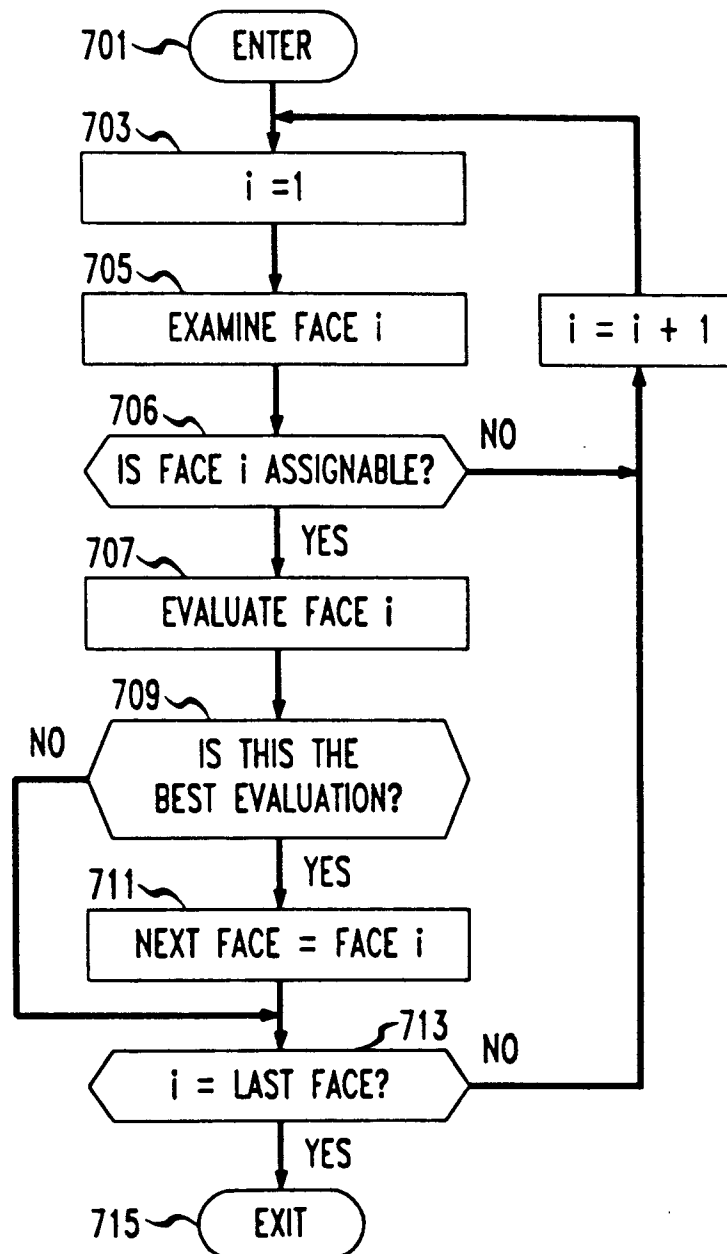 701 ENTER
703
i =1
705
EXAMINE FACE i
i = i + 1
706
NO
IS FACE i ASSIGNABLE?
YES
707
EVALUATE FACE i
709
NO
IS THIS THE
BEST EVALUATION?
YES
711
NEXT FACE = FACE i
713
NO
i = LAST FACE?
YES
715 EXIT